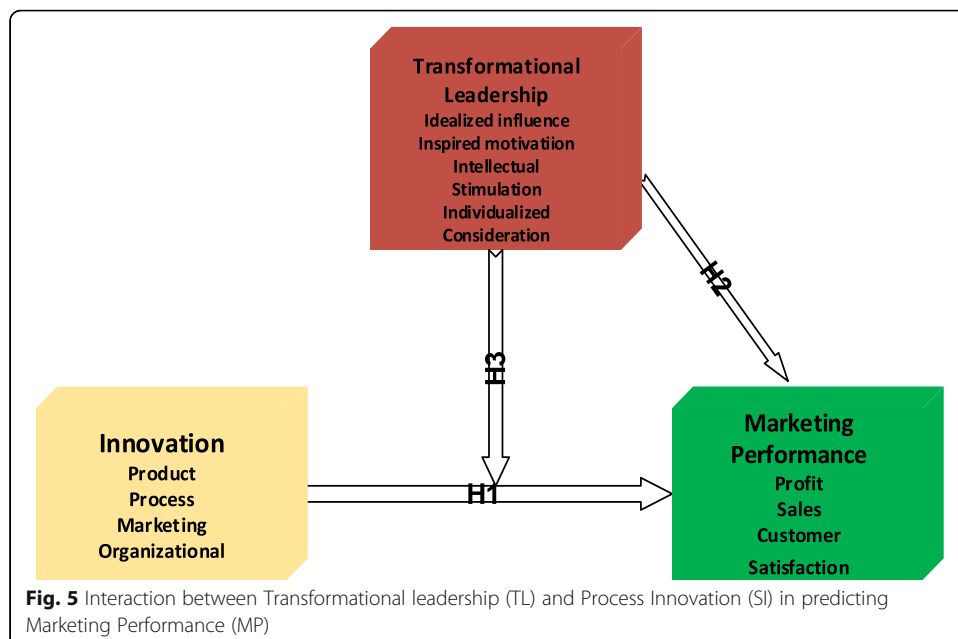 Transformational
Leadership
Idealized influence
Inspired motivatiion
Intellectual
Stimulation
Individualized
Consideration
H2
H3
Innovation
Product
Process
Marketing
Organizational
H1
Marketing
Performance
Profit
Sales
Customer
Satisfaction
Fig. 5 Interaction between Transformational leadership (TL) and Process Innovation (SI) in predicting
Marketing Performance (MP)